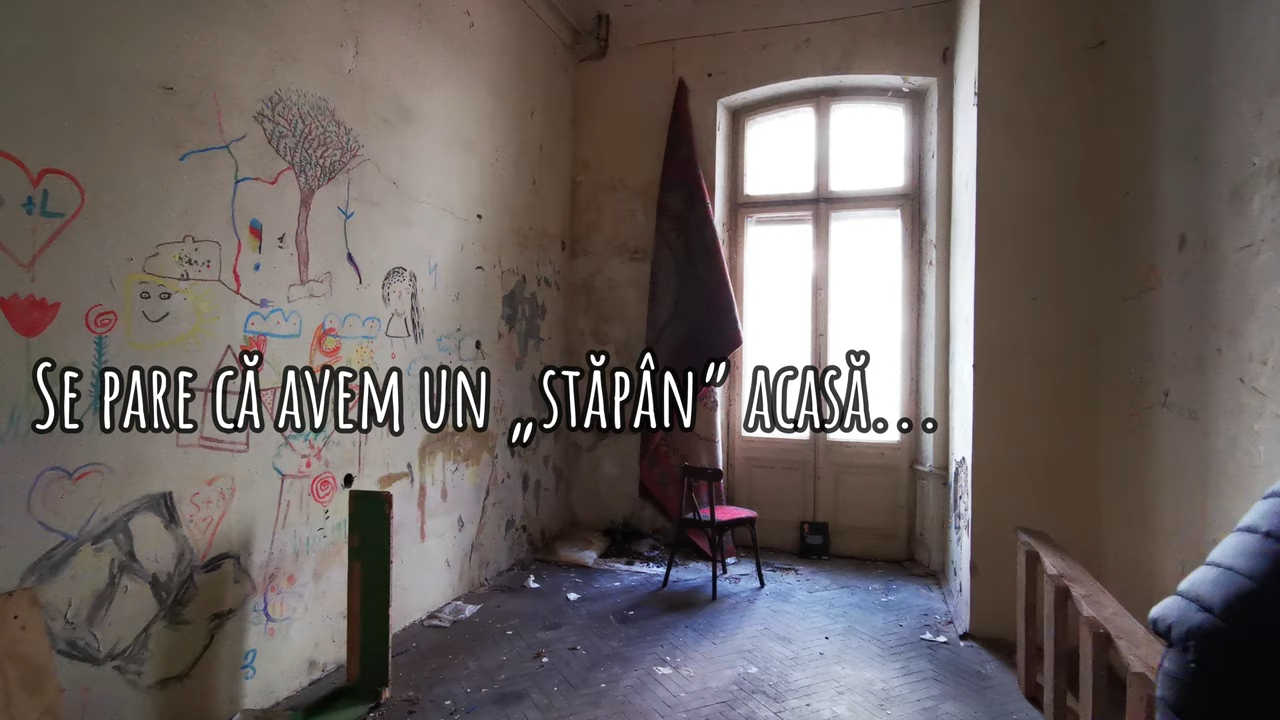 +L
Se pare că avem un „stăpân” acasă...